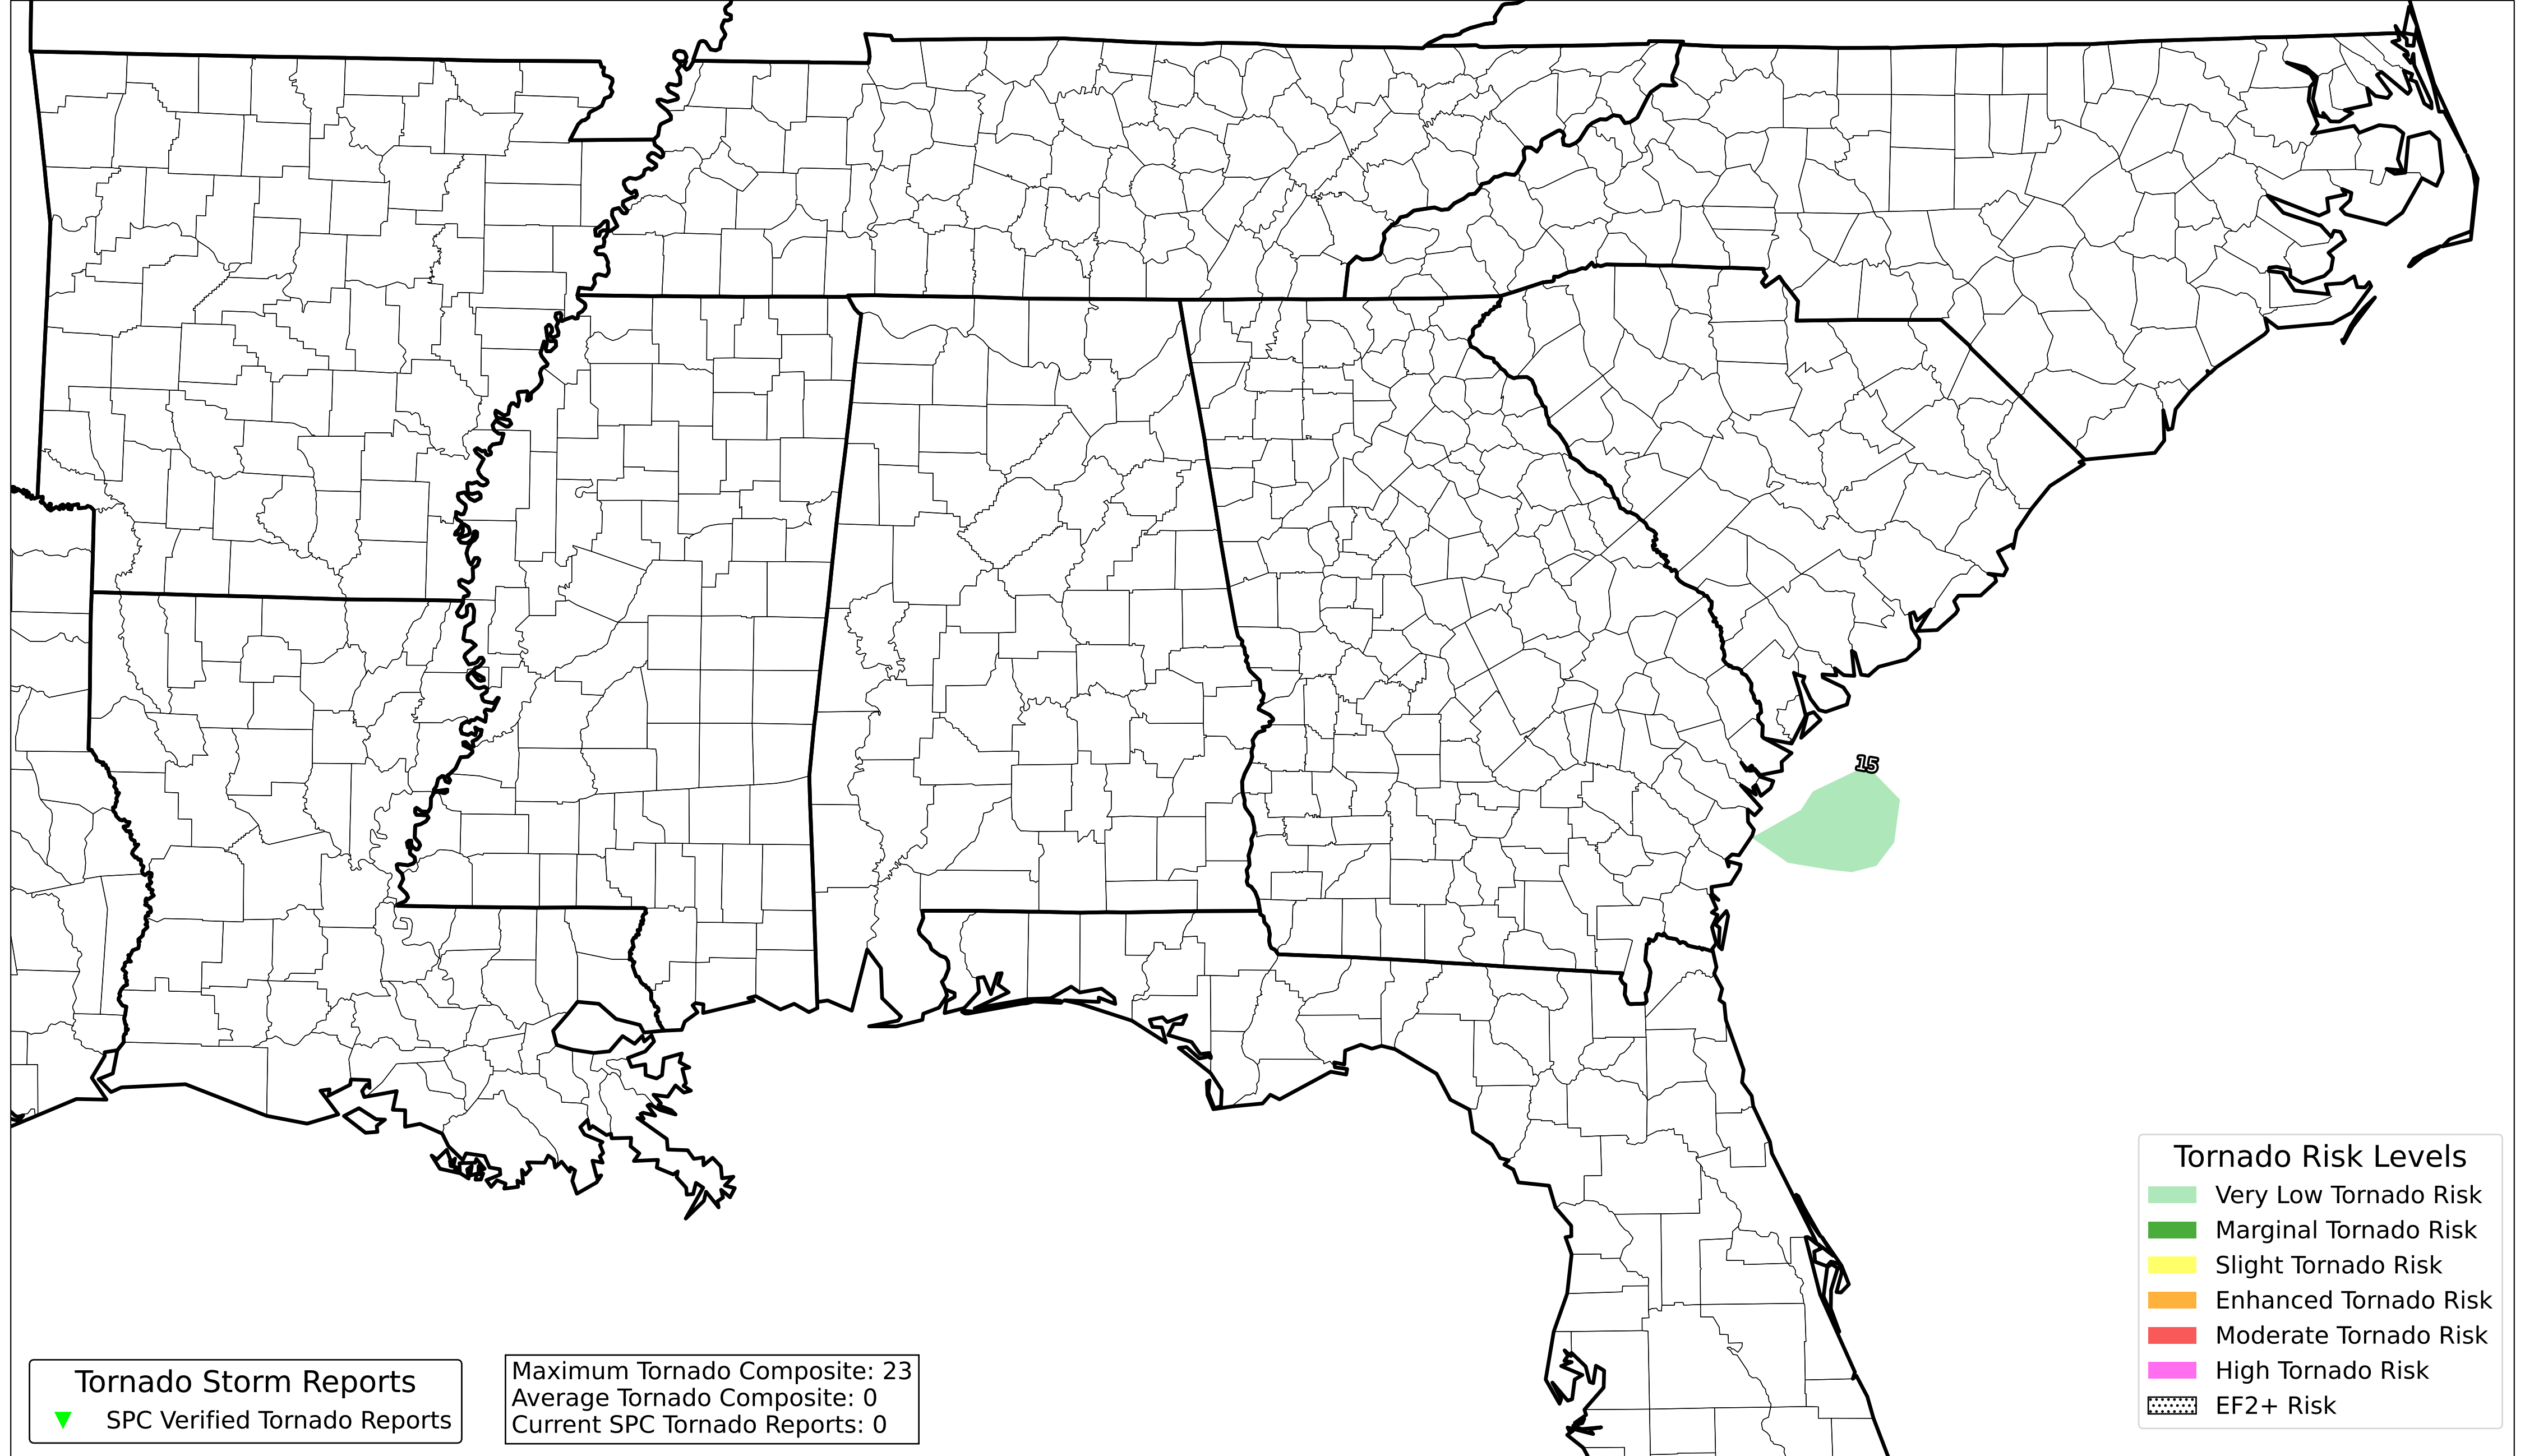 15
Tornado Risk Levels
Very Low Tornado Risk
Marginal Tornado Risk
Slight Tornado Risk
Enhanced Tornado Risk
Moderate Tornado Risk
High Tornado Risk
EF2+ Risk
Tornado Storm Reports
SPC Verified Tornado Reports
Maximum Tornado Composite: 23
Average Tornado Composite: 0
Current SPC Tornado Reports: 0